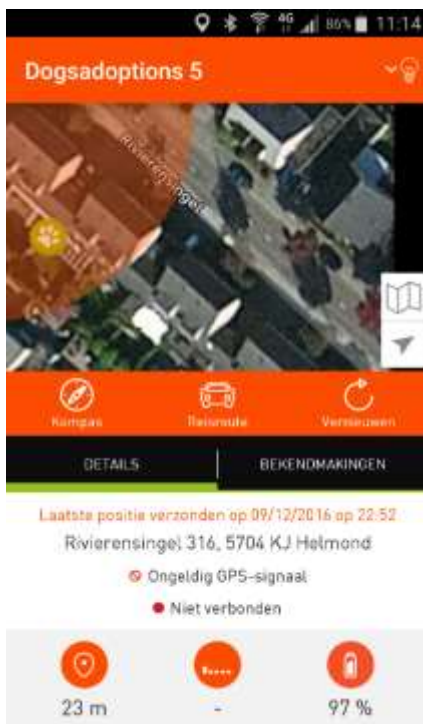 4G 86% 11:14
Dogsadoptions 5
Rivierensingel
Kompas Reisroute Vernieuwen
DETAILS BEKENDMAKINGEN
Laatste positie verzonden op 09/12/2016 op 22:52
Rivierensingel 316, 5704 KJ Helmond
Ongeldig GPS-signaal
Niet verbonden
23 m - 97 %